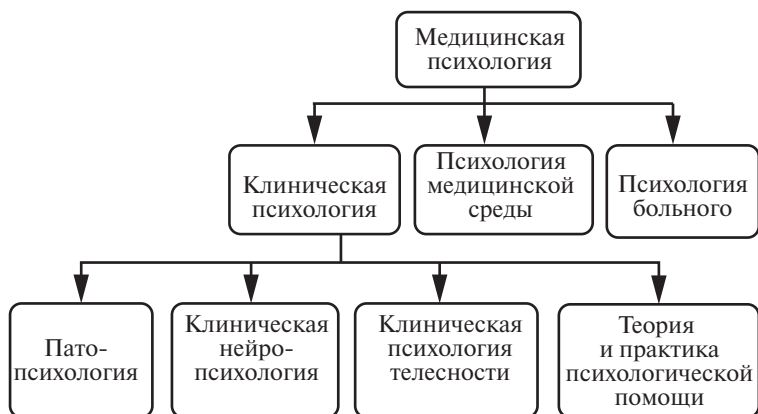 Медицинская
психология
Клиническая
психология
Психология
медицинской
среды
Психология
больного
Пато-
психология
Клиническая
нейро-
психология
Клиническая
психология
телесности
Теория
и практика
психологической
помощи